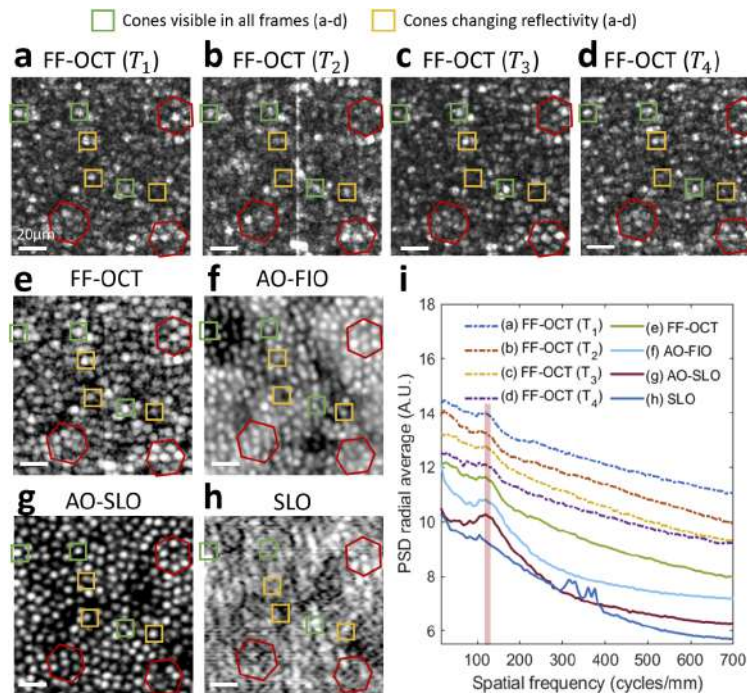 Cones visible in all frames (a-d) Cones changing reflectivity (a-d)
a b c d
FF-OCT (T₁) FF-OCT (T₂) FF-OCT (T₃) FF-OCT (T₄)
20µm
e f i
FF-OCT AO-FIO
g h
AO-SLO SLO
18
16
14
12
10
8
6
PSD radial average (A.U.)
(a) FF-OCT (T₁) (e) FF-OCT
(b) FF-OCT (T₂) (f) AO-FIO
(c) FF-OCT (T₃) (g) AO-SLO
(d) FF-OCT (T₄) (h) SLO
100 200 300 400 500 600 700
Spatial frequency (cycles/mm)